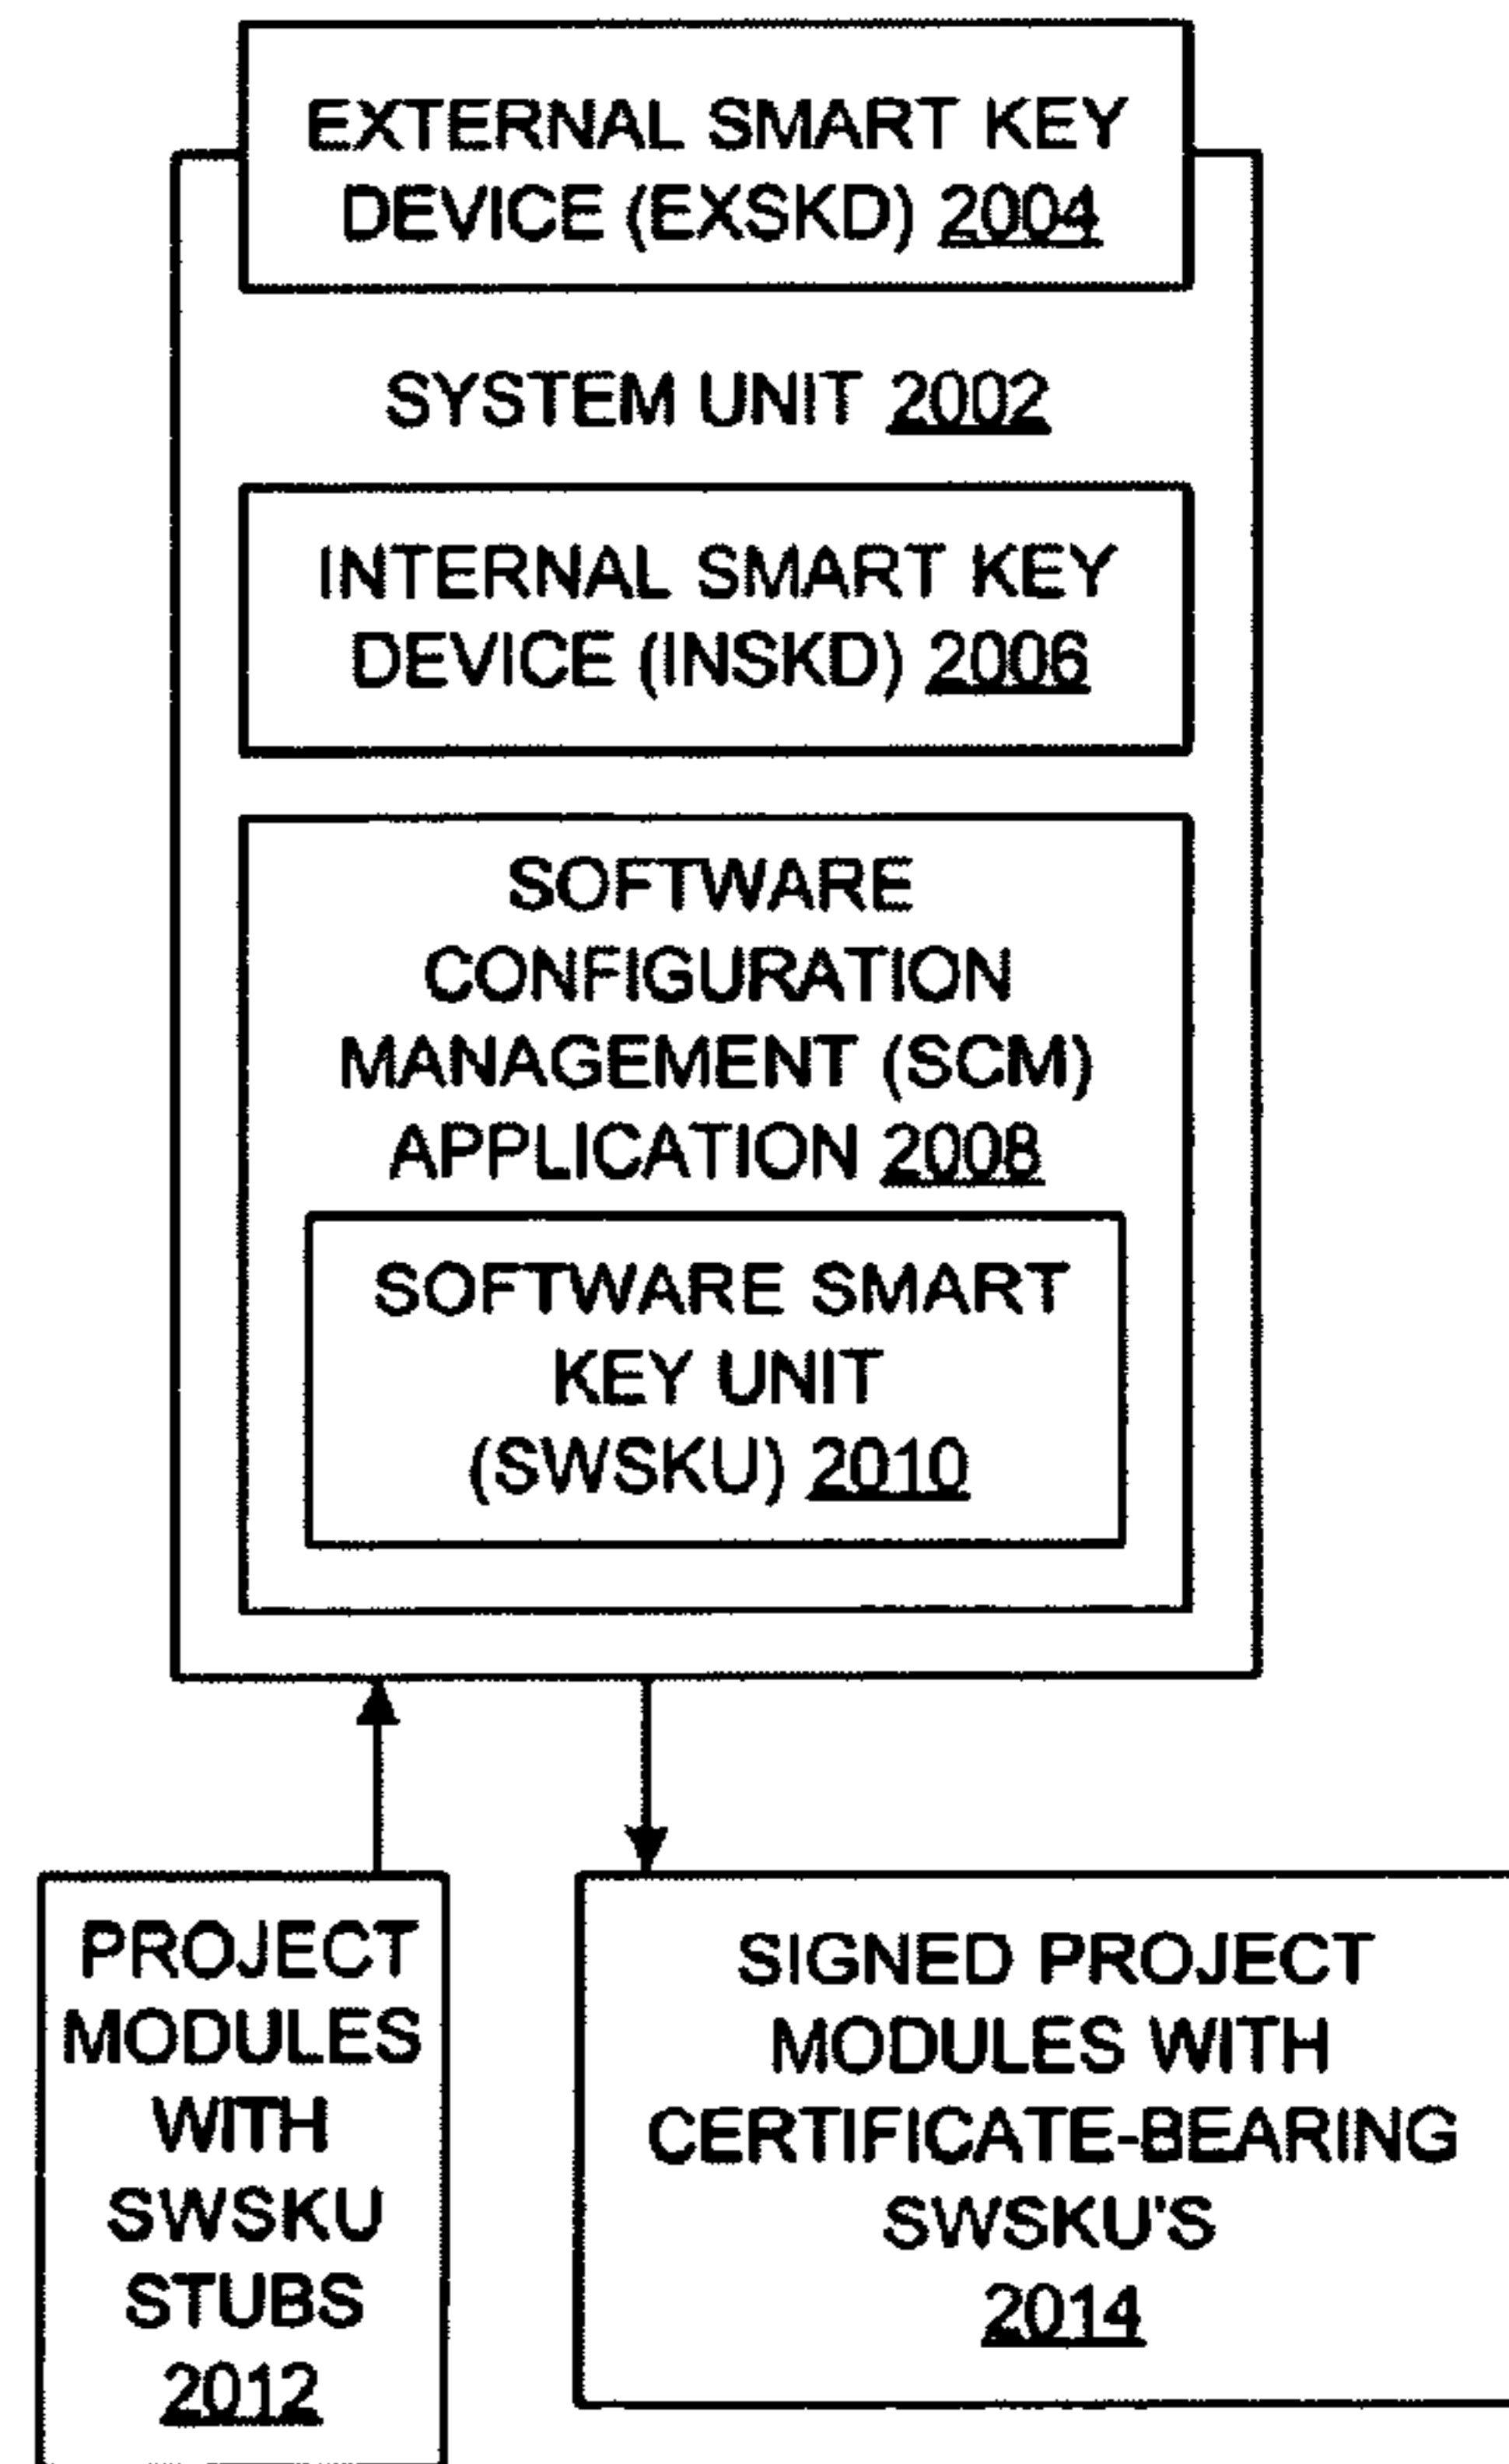 EXTERNAL SMART KEY
DEVICE (EXSKD) 2004
SYSTEM UNIT 2002
INTERNAL SMART KEY
DEVICE (INSKD) 2006
SOFTWARE
CONFIGURATION
MANAGEMENT (SCM)
APPLICATION 2008
SOFTWARE SMART
KEY UNIT
(SWSKU) 2010
PROJECT
MODULES
WITH
SWSKU
STUBS
2012
SIGNED PROJECT
MODULES WITH
CERTIFICATE-BEARING
SWSKU'S
2014